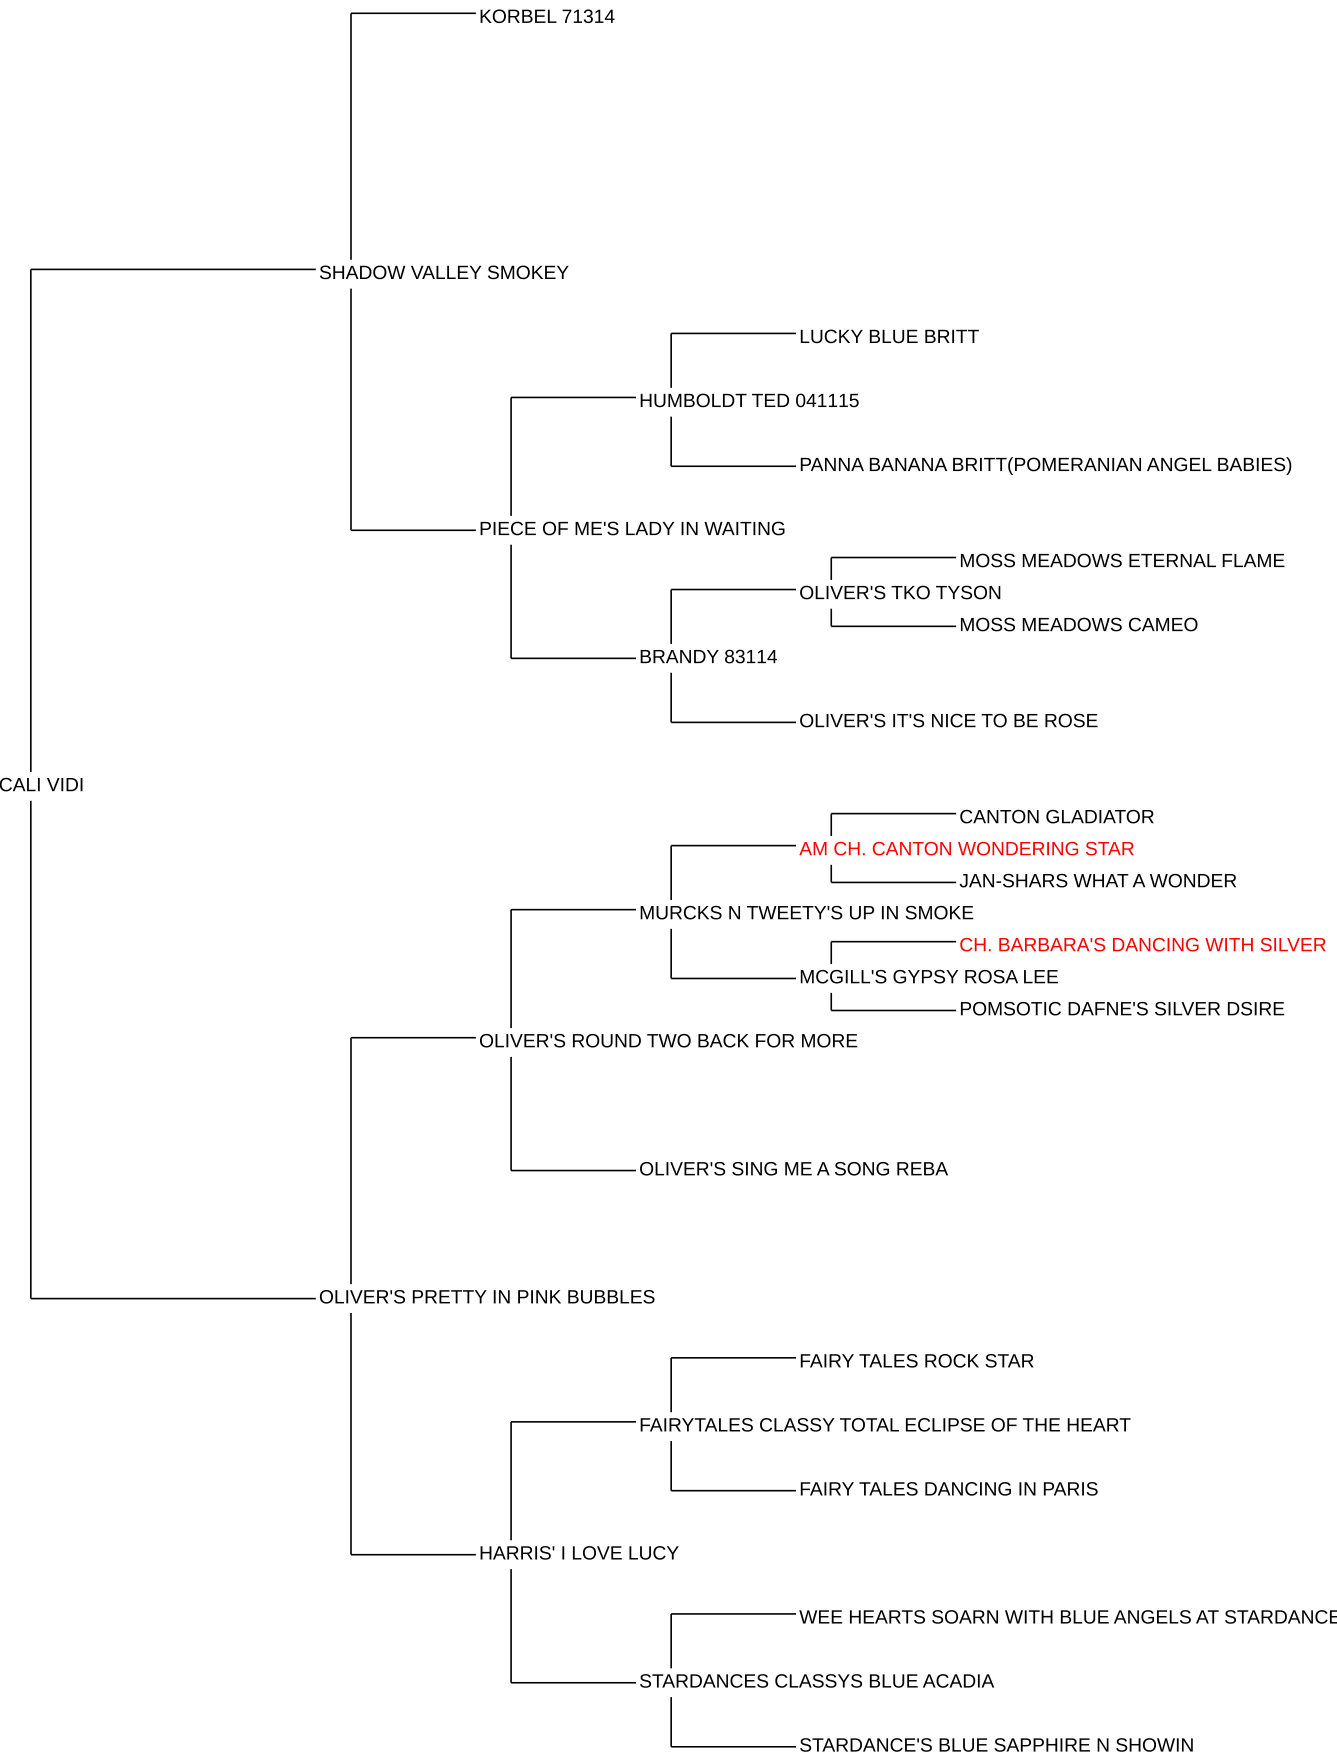 KORBEL 71314
SHADOW VALLEY SMOKEY
LUCKY BLUE BRITT
HUMBOLDT TED 041115
PANNA BANANA BRITT(POMERANIAN ANGEL BABIES)
PIECE OF ME'S LADY IN WAITING
MOSS MEADOWS ETERNAL FLAME
OLIVER'S TKO TYSON
MOSS MEADOWS CAMEO
BRANDY 83114
OLIVER'S IT'S NICE TO BE ROSE
CALI VIDI
CANTON GLADIATOR
AM CH. CANTON WONDERING STAR
JAN-SHARS WHAT A WONDER
MURCKS N TWEETY'S UP IN SMOKE
CH. BARBARA'S DANCING WITH SILVER
MCGILL'S GYPSY ROSA LEE
POMSOTIC DAFNE'S SILVER DSIRE
OLIVER'S ROUND TWO BACK FOR MORE
OLIVER'S SING ME A SONG REBA
OLIVER'S PRETTY IN PINK BUBBLES
FAIRY TALES ROCK STAR
FAIRYTALES CLASSY TOTAL ECLIPSE OF THE HEART
FAIRY TALES DANCING IN PARIS
HARRIS' I LOVE LUCY
WEE HEARTS SOARN WITH BLUE ANGELS AT STARDANCE
STARDANCES CLASSYS BLUE ACADIA
STARDANCE'S BLUE SAPPHIRE N SHOWIN